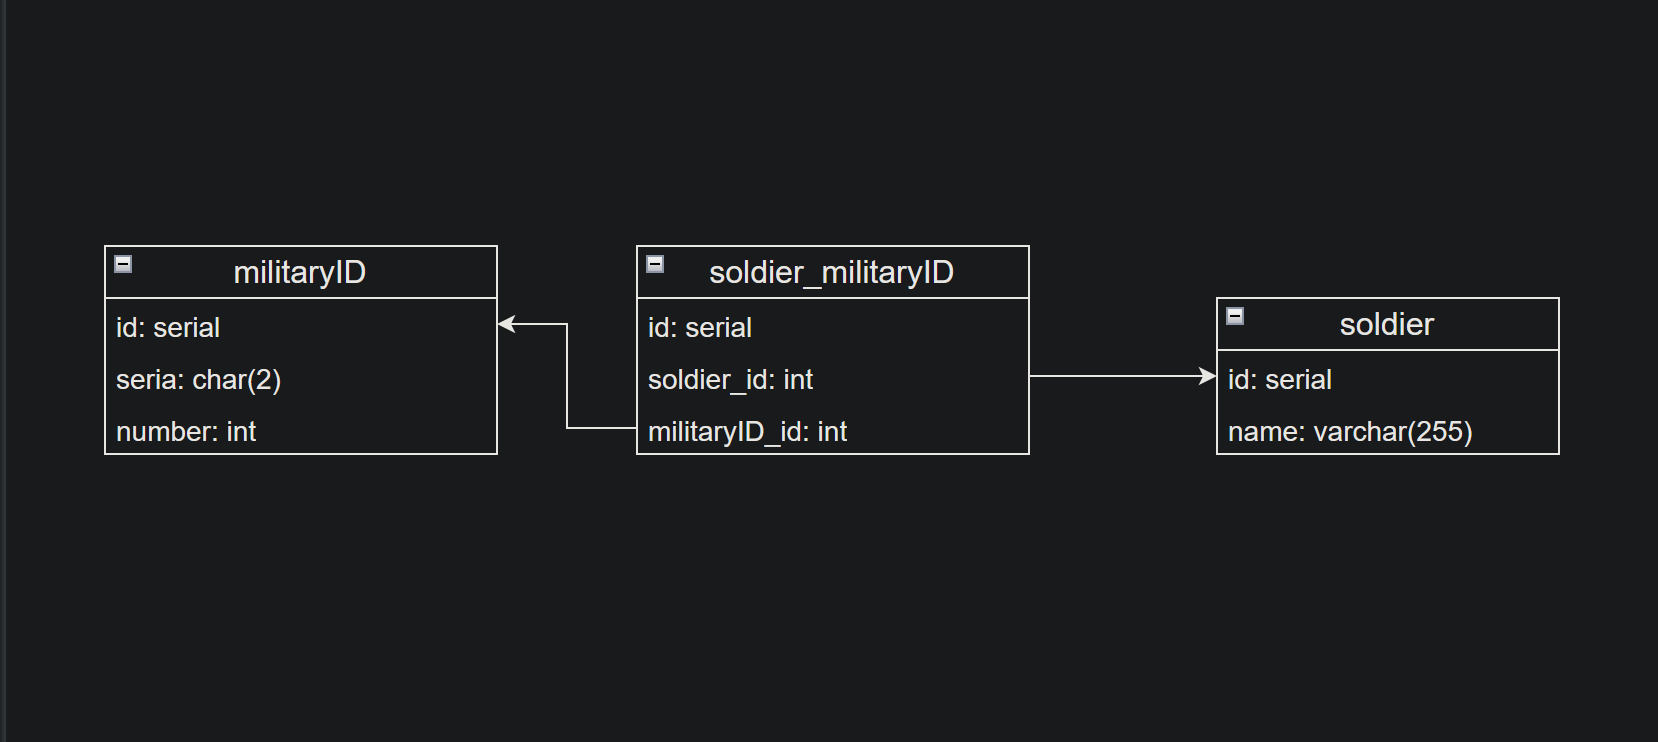 militaryID
id: serial
seria: char(2)
number: int
soldier_militaryID
id: serial
soldier_id: int
militaryID_id: int
soldier
id: serial
name: varchar(255)